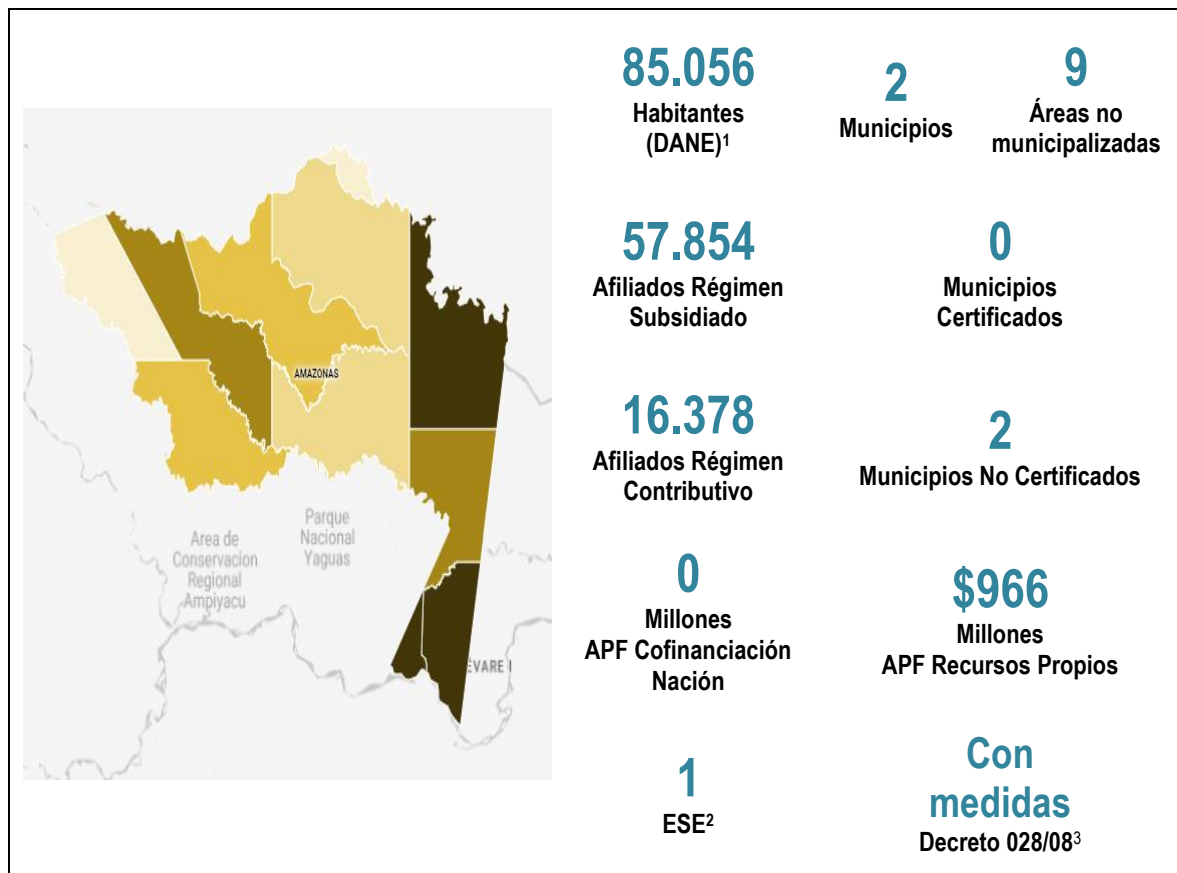 85.056
Habitantes
(DANE)¹
2
Municipios
9
Áreas no
municipalizadas
57.854
Afiliados Régimen
Subsidiado
0
Municipios
Certificados
16.378
Afiliados Régimen
Contributivo
2
Municipios No Certificados
0
Millones
APF Cofinanciación
Nación
$966
Millones
APF Recursos Propios
1
ESE²
Con
medidas
Decreto 028/08³
AMAZONAS
Parque
Nacional
Yaguas
Area de
Conservacion
Regional
Ampiyacu
ÉVARE I